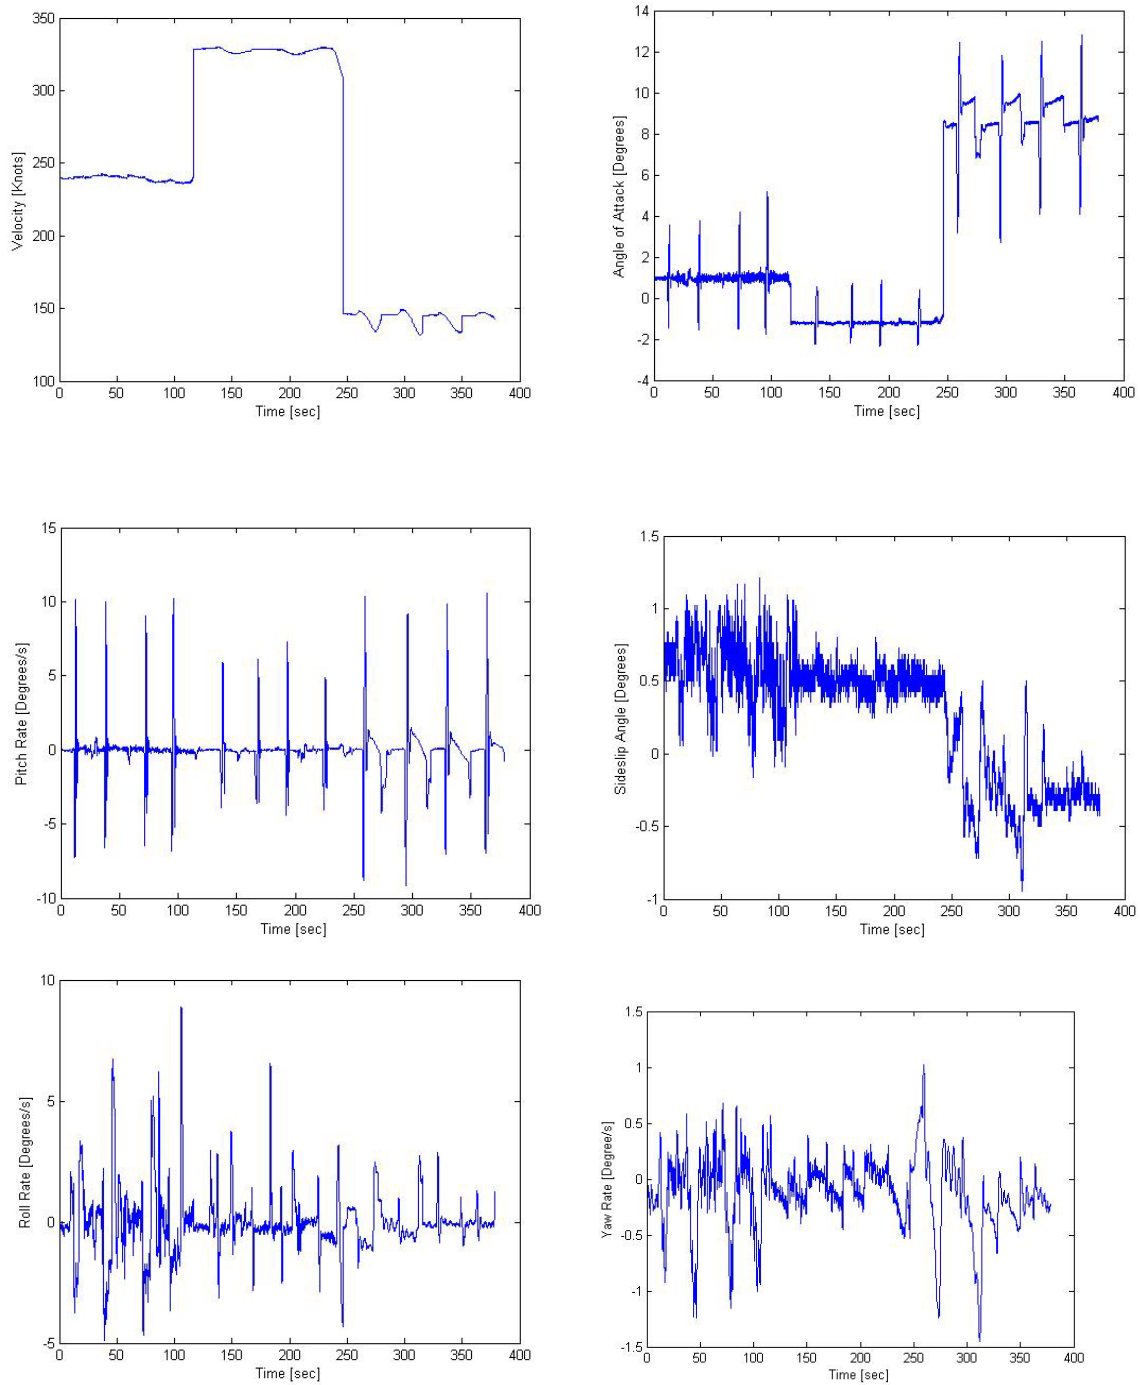 350
300
250
200
150
100
Velocity [Knots]
0 50 100 150 200 250 300 350 400
Time [sec]
14
12
10
8
6
4
2
0
-2
-4
Angle of Attack [Degrees]
0 50 100 150 200 250 300 350 400
Time [sec]
15
10
5
0
-5
-10
Pitch Rate [Degrees/s]
0 50 100 150 200 250 300 350 400
Time [sec]
1.5
1
0.5
0
-0.5
-1
Sideslip Angle [Degrees]
0 50 100 150 200 250 300 350 400
Time [sec]
10
5
0
-5
Roll Rate [Degrees/s]
0 50 100 150 200 250 300 350 400
Time [sec]
1.5
1
0.5
0
-0.5
-1
-1.5
Yaw Rate [Degree/s]
0 50 100 150 200 250 300 350 400
Time [sec]